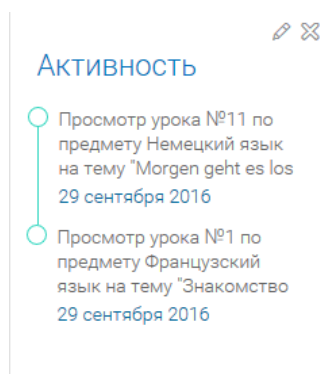 Активность
Просмотр урока №11 по
предмету Немецкий язык
на тему "Morgen geht es los
29 сентября 2016
Просмотр урока №1 по
предмету Французский
язык на тему "Знакомство
29 сентября 2016